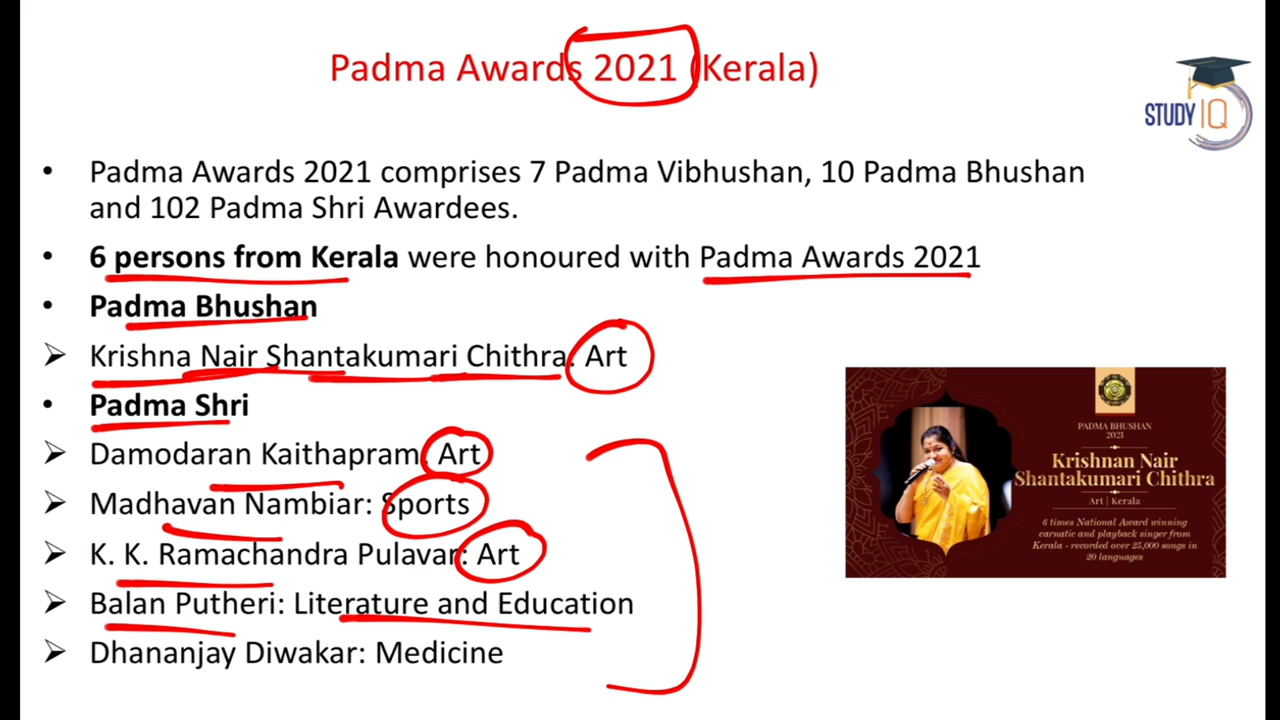 Padma Awards 2021 (Kerala)
STUDY IQ
• Padma Awards 2021 comprises 7 Padma Vibhushan, 10 Padma Bhushan
and 102 Padma Shri Awardees.
• 6 persons from Kerala were honoured with Padma Awards 2021
• Padma Bhushan
➢ Krishna Nair Shantakumari Chithra: Art
• Padma Shri
➢ Damodaran Kaithapram: Art
➢ Madhavan Nambiar: Sports
➢ K. K. Ramachandra Pulavar: Art
➢ Balan Putheri: Literature and Education
➢ Dhananjay Diwakar: Medicine
PADMA BHUSHAN
2021
Krishnan Nair
Shantakumari Chithra
Art | Kerala
6 times National Award winning
carnatic and playback singer from
Kerala - recorded over 25,000 songs in
20 languages